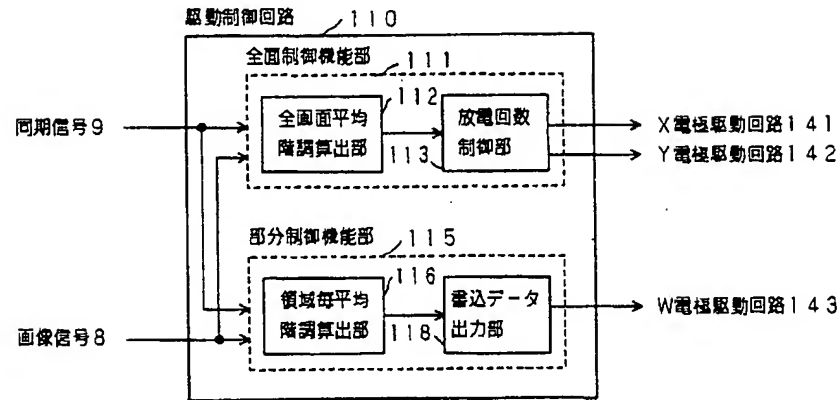 駆動制御回路 110
全面制御機能部 111
全画面平均
階調算出部
112
放電回数
制御部
113
同期信号9
X電極駆動回路141
Y電極駆動回路142
部分制御機能部 115
領域毎平均
階調算出部
116
書込データ
出力部
118
画像信号8
W電極駆動回路143